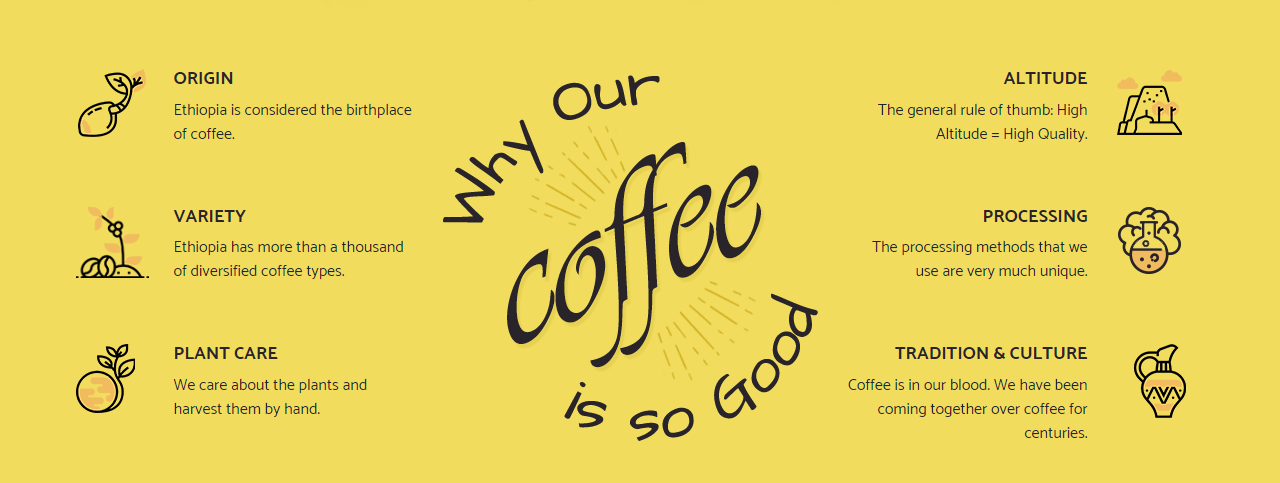 ORIGIN
Ethiopia is considered the birthplace
of coffee.
VARIETY
Ethiopia has more than a thousand
of diversified coffee types.
PLANT CARE
We care about the plants and
harvest them by hand.
Why Our
coffee
is so Good
ALTITUDE
The general rule of thumb: High
Altitude = High Quality.
PROCESSING
The processing methods that we
use are very much unique.
TRADITION & CULTURE
Coffee is in our blood. We have been
coming together over coffee for
centuries.